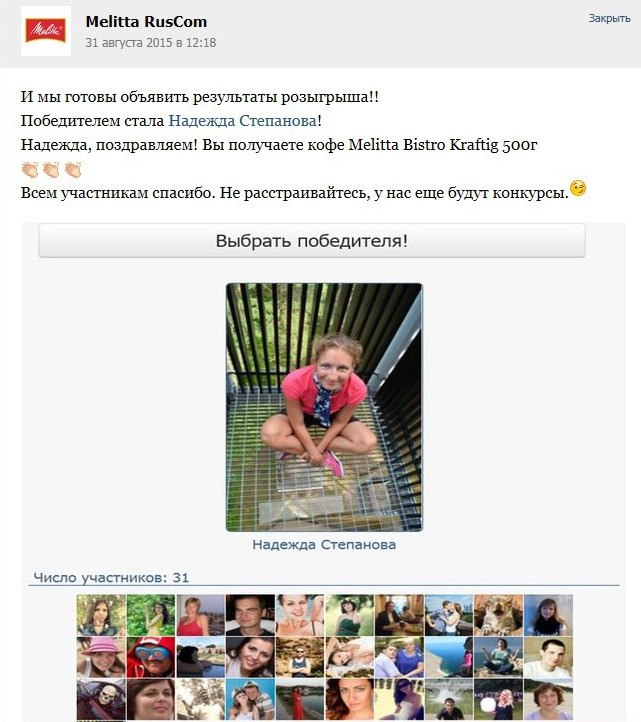 Melitta
Melitta RusCom
Закрыть
31 августа 2015 в 12:18
И мы готовы объявить результаты розыгрыша!!
Победителем стала Надежда Степанова!
Надежда, поздравляем! Вы получаете кофе Melitta Bistro Kraftig 500г
👏👏👏
Всем участникам спасибо. Не расстраивайтесь, у нас еще будут конкурсы.😉
Выбрать победителя!
Надежда Степанова
Число участников: 31